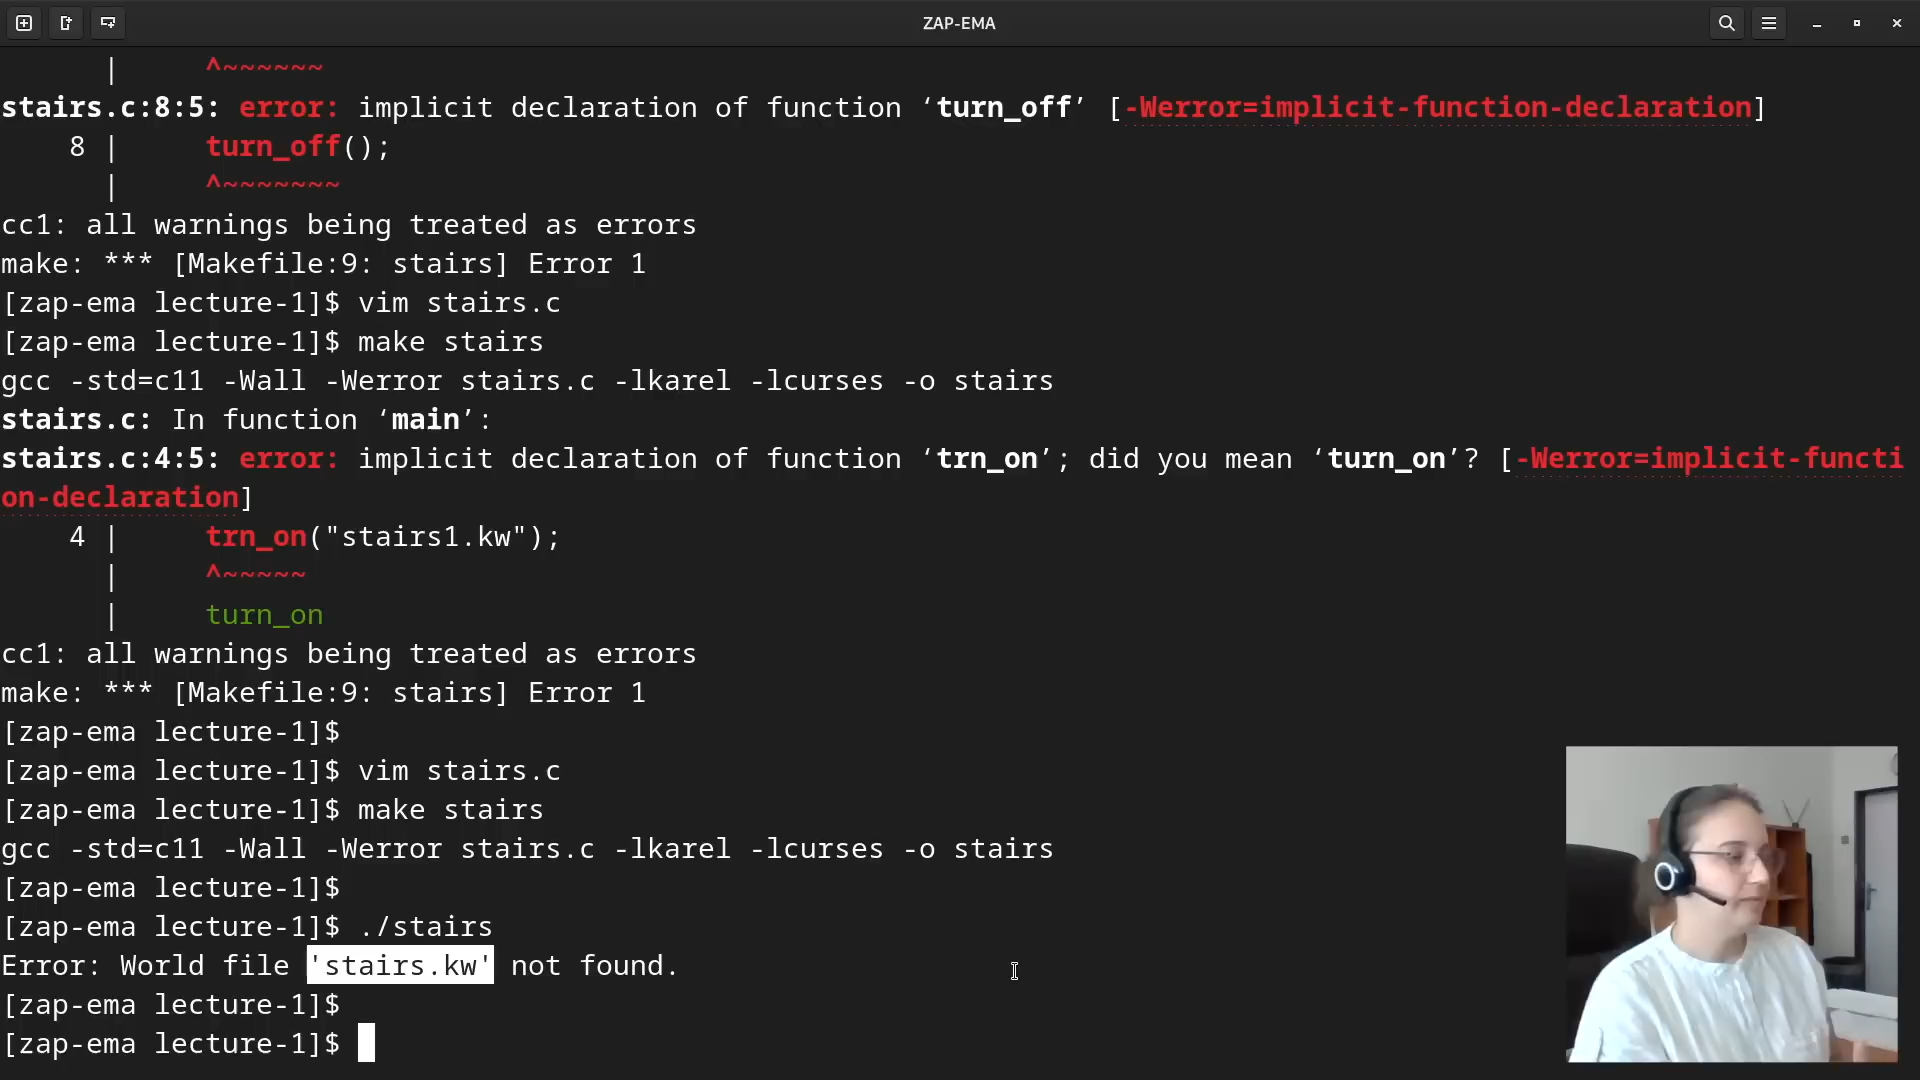 ZAP-EMA
|     ^~~~~~~
stairs.c:8:5: error: implicit declaration of function ‘turn_off’ [-Werror=implicit-function-declaration]
    8 |     turn_off();
      |     ^~~~~~~~
cc1: all warnings being treated as errors
make: *** [Makefile:9: stairs] Error 1
[zap-ema lecture-1]$ vim stairs.c
[zap-ema lecture-1]$ make stairs
gcc -std=c11 -Wall -Werror stairs.c -lkarel -lcurses -o stairs
stairs.c: In function ‘main’:
stairs.c:4:5: error: implicit declaration of function ‘trn_on’; did you mean ‘turn_on’? [-Werror=implicit-functi
on-declaration]
    4 |     trn_on("stairs1.kw");
      |     ^~~~~~
      |     turn_on
cc1: all warnings being treated as errors
make: *** [Makefile:9: stairs] Error 1
[zap-ema lecture-1]$
[zap-ema lecture-1]$ vim stairs.c
[zap-ema lecture-1]$ make stairs
gcc -std=c11 -Wall -Werror stairs.c -lkarel -lcurses -o stairs
[zap-ema lecture-1]$
[zap-ema lecture-1]$ ./stairs
Error: World file 'stairs.kw' not found.
[zap-ema lecture-1]$
[zap-ema lecture-1]$